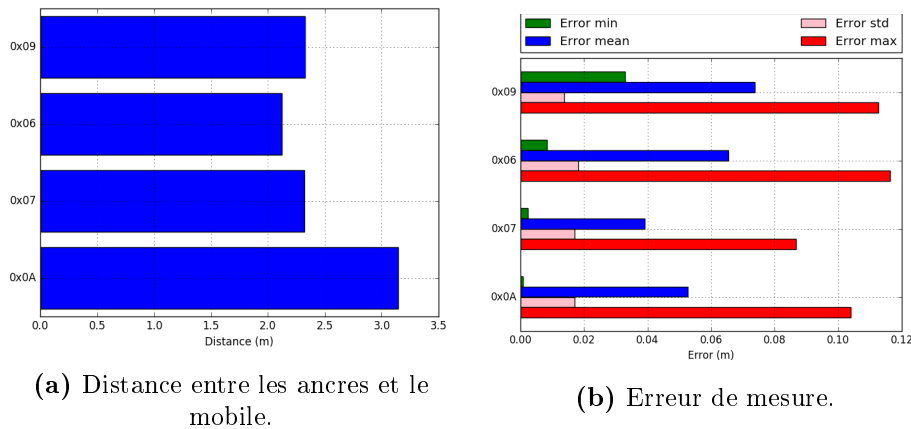 0x09
0x06
0x07
0x0A
0.0 0.5 1.0 1.5 2.0 2.5 3.0 3.5
Distance (m)
(a) Distance entre les ancres et le
mobile.
Error min Error std
Error mean Error max
0x09
0x06
0x07
0x0A
0.00 0.02 0.04 0.06 0.08 0.10 0.12
Error (m)
(b) Erreur de mesure.